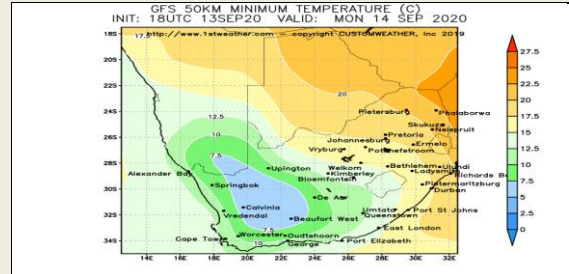 GFS 50KM MINIMUM TEMPERATURE (C)
INIT: 18UTC 13SEP20 VALID: MON 14 SEP 2020
http://www.1stweather.com — copyright CUSTOMWEATHER, Inc 2019
17.5
18S
20S
22S
24S
26S
28S
30S
32S
34S
20
12.5
10
7.5
Pietersburg
Phalaborwa
Skukuza
Nelspruit
Pretoria
Johannesburg
Ermelo
Vryburg
Potchefstroom
Upington
Welkom
Kimberley
Bloemfontein
Bethlehem
Ulundi
Ladysmith
Richards Ba
Pietermaritzburg
Durban
Alexander Bay
Springbok
De Aar
Calvinia
Vredendal
Beaufort West
Umtata
Queenstown
Port St Johns
East London
7.5
10
Cape Town
Worcester
Oudtshoorn
George
Port Elizabeth
14E 16E 18E 20E 22E 24E 26E 28E 30E 32E
27.5
25
22.5
20
17.5
15
12.5
10
7.5
5
2.5
0